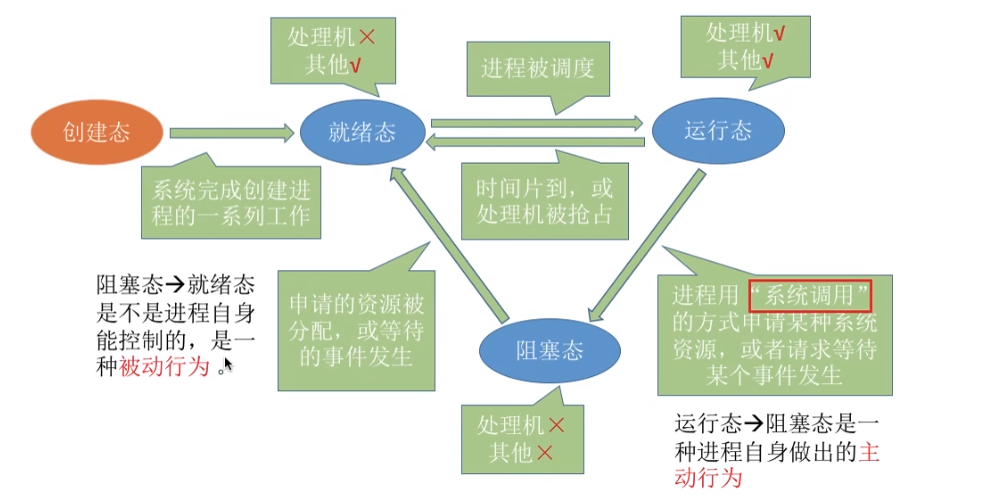 处理机×
其他√
处理机√
其他√
进程被调度
创建态
就绪态
运行态
系统完成创建进
程的一系列工作
时间片到，或
处理机被抢占
阻塞态→就绪态
是不是进程自身
能控制的，是一
种被动行为。
申请的资源被
分配，或等待
的事件发生
进程用“系统调用”
的方式申请某种系统
资源，或者请求等待
某个事件发生
阻塞态
处理机×
其他×
运行态→阻塞态是一
种进程自身做出的主
动行为